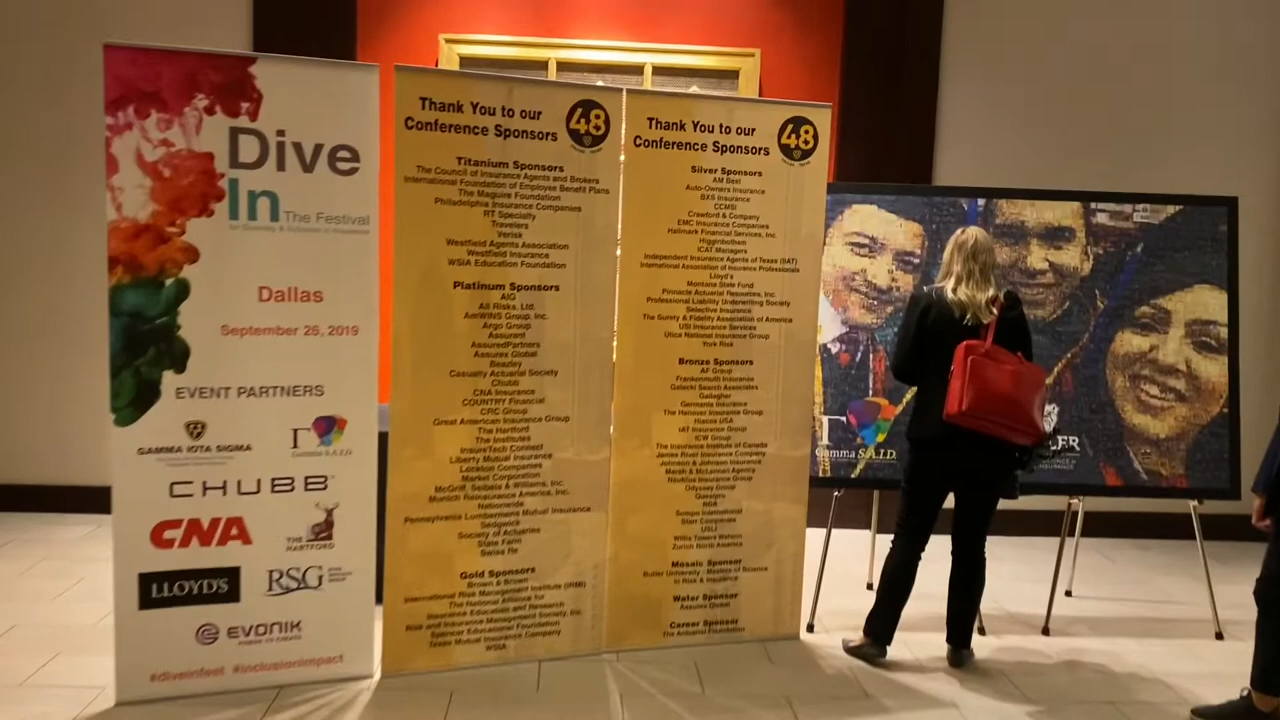 Dive
In The Festival
for Diversity & Inclusion in Insurance
Dallas
September 26, 2019
EVENT PARTNERS
GAMMA IOTA SIGMA
Gamma S.A.I.D.
CHUBB
CNA
THE
HARTFORD
LLOYD'S
RSG
EVONIK
POWER TO CREATE
#diveinfest #inclusionimpact
Thank You to our
Conference Sponsors
48
Titanium Sponsors
The Council of Insurance Agents and Brokers
International Foundation of Employee Benefit Plans
The Maguire Foundation
Philadelphia Insurance Companies
RT Specialty
Travelers
Verisk
Westfield Agents Association
Westfield Insurance
WSIA Education Foundation
Platinum Sponsors
AIG
All Risks, Ltd.
AmWINS Group, Inc.
Argo Group
Assurant
AssuredPartners
Assurex Global
Beazley
Casualty Actuarial Society
Chubb
CNA Insurance
COUNTRY Financial
CRC Group
Great American Insurance Group
The Hartford
The Institutes
InsureTech Connect
Liberty Mutual Insurance
Lockton Companies
Markel Corporation
McGriff, Seibels & Williams, Inc.
Munich Reinsurance America, Inc.
Nationwide
Pennsylvania Lumbermens Mutual Insurance
Sedgwick
Society of Actuaries
State Farm
Swiss Re
Gold Sponsors
Brown & Brown
International Risk Management Institute (IRMI)
The National Alliance for
Insurance Education and Research
Risk and Insurance Management Society, Inc.
Spencer Educational Foundation
Texas Mutual Insurance Company
WSIA
Thank You to our
Conference Sponsors
48
Silver Sponsors
AM Best
Auto-Owners Insurance
BXS Insurance
CCMSI
Crawford & Company
EMC Insurance Companies
Hallmark Financial Services, Inc.
Higginbotham
ICAT Managers
Independent Insurance Agents of Texas (IIAT)
International Association of Insurance Professionals
Lloyd's
Montana State Fund
Pinnacle Actuarial Resources, Inc.
Professional Liability Underwriting Society
Selective Insurance
The Surety & Fidelity Association of America
USI Insurance Services
Utica National Insurance Group
York Risk
Bronze Sponsors
AF Group
Frankenmuth Insurance
Galecki Search Associates
Gallagher
Germania Insurance
The Hanover Insurance Group
Hiscox USA
IAT Insurance Group
ICW Group
The Insurance Institute of Canada
James River Insurance Company
Johnson & Johnson Insurance
Marsh & McLennan Agency
Nautilus Insurance Group
Odyssey Group
Questpro
RGA
Sompo International
Starr Companies
USLI
Willis Towers Watson
Zurich North America
Mosaic Sponsor
Butler University - Masters of Science
in Risk & Insurance
Water Sponsor
Assurex Global
Career Sponsor
The Actuarial Foundation
Gamma S.A.I.D.